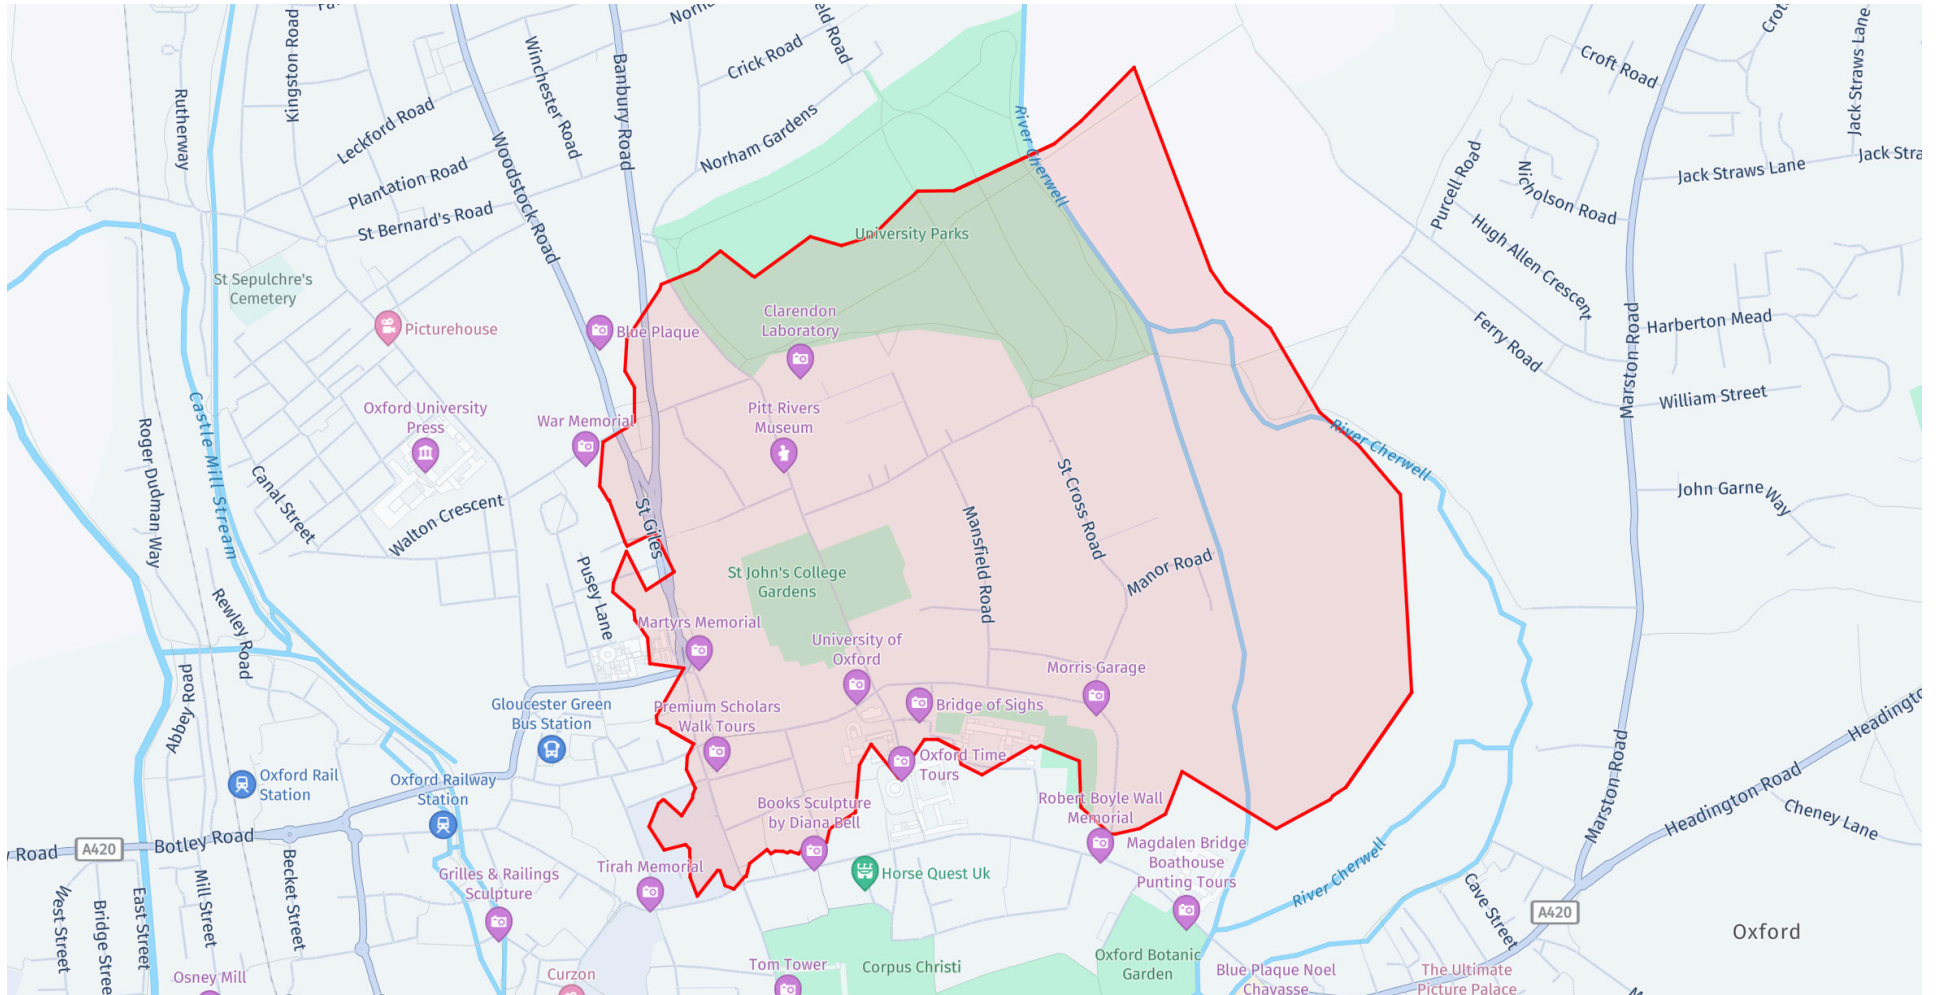 Kingston Road
Rutherway
Leckford Road
Plantation Road
St Bernard's Road
Winchester Road
Woodstock Road
Banbury Road
Crick Road
Norham Gardens
River Cherwell
University Parks
St Sepulchre's
Cemetery
Picturehouse
Blue Plaque
Clarendon
Laboratory
Croft Road
Jack Straws Lane
Jack Straws Lane
Jack Stra
Purcell Road
Nicholson Road
Hugh Allen Crescent
Ferry Road
Harberton Mead
William Street
Marston Road
John Garne Way
River Cherwell
Oxford University
Press
War Memorial
Pitt Rivers
Museum
Castle Mill Stream
Roger Dudman Way
Canal Street
Walton Crescent
St Giles
Mansfield Road
St Cross Road
Manor Road
St John's College
Gardens
Pusey Lane
Rewley Road
Abbey Road
Martyrs Memorial
University of
Oxford
Morris Garage
Bridge of Sighs
Gloucester Green
Bus Station
Premium Scholars
Walk Tours
Oxford Time
Tours
Oxford Rail
Station
Oxford Railway
Station
Books Sculpture
by Diana Bell
Robert Boyle Wall
Memorial
Magdalen Bridge
Boathouse
Punting Tours
Road
A420
Botley Road
Grilles & Railings
Sculpture
Tirah Memorial
Horse Quest Uk
River Cherwell
Marston Road
Headington Road
Headingto
Cheney Lane
Cave Street
A420
Oxford
West Street
Bridge Stree
East Street
Mill Street
Becket Street
Osney Mill
Curzon
Tom Tower
Corpus Christi
Oxford Botanic
Garden
Blue Plaque Noel
Chavasse
The Ultimate
Picture Palace